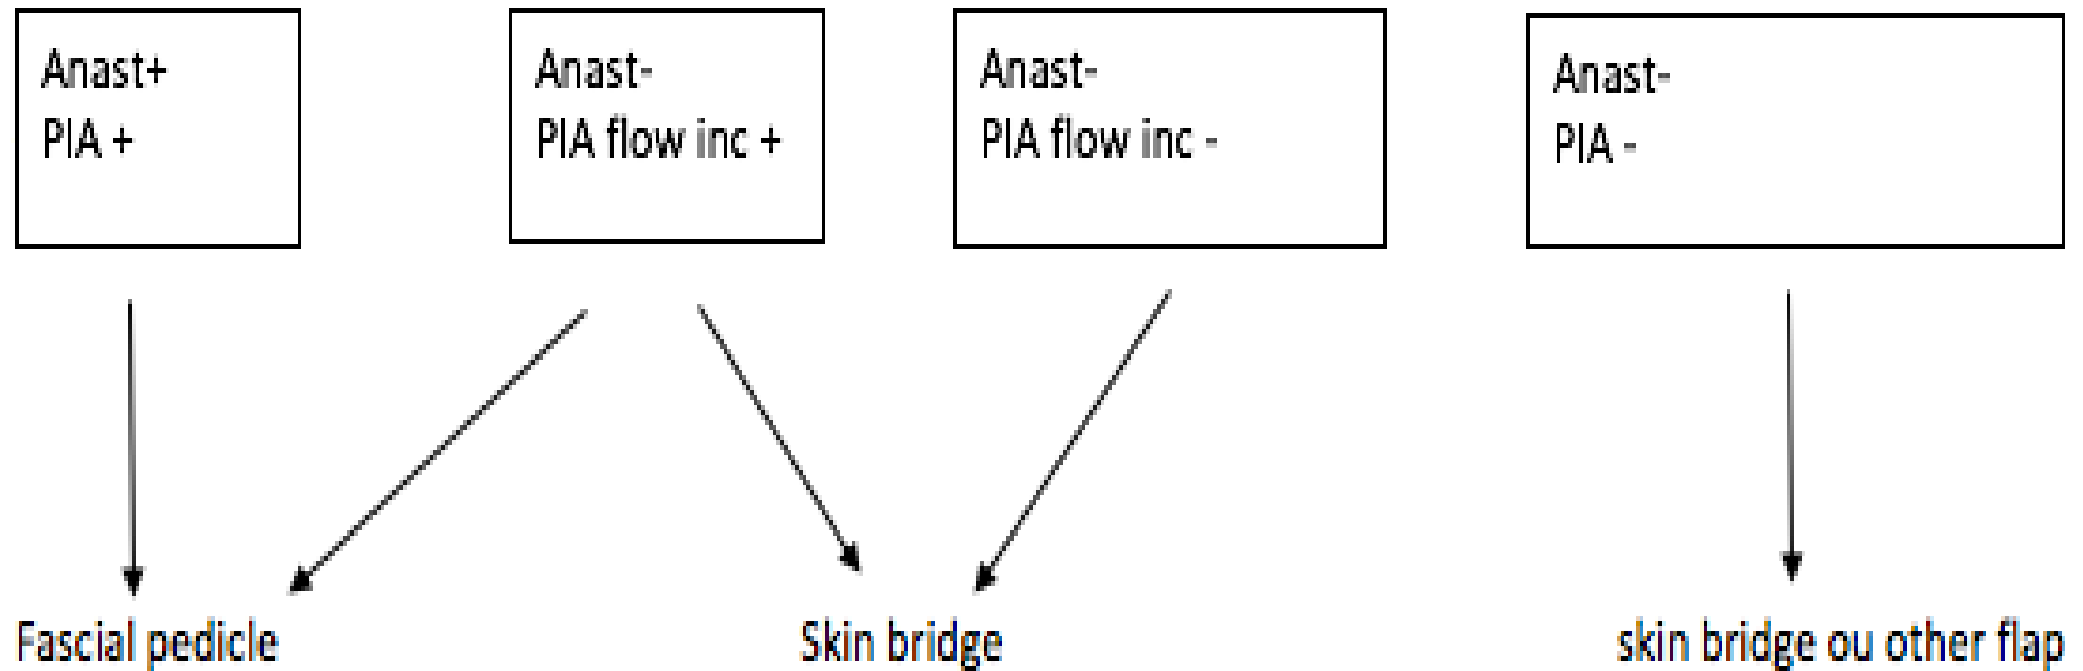 Anast+
PIA +
Anast-
PIA flow inc +
Anast-
PIA flow inc -
Anast-
PIA -
Fascial pedicle
Skin bridge
skin bridge ou other flap